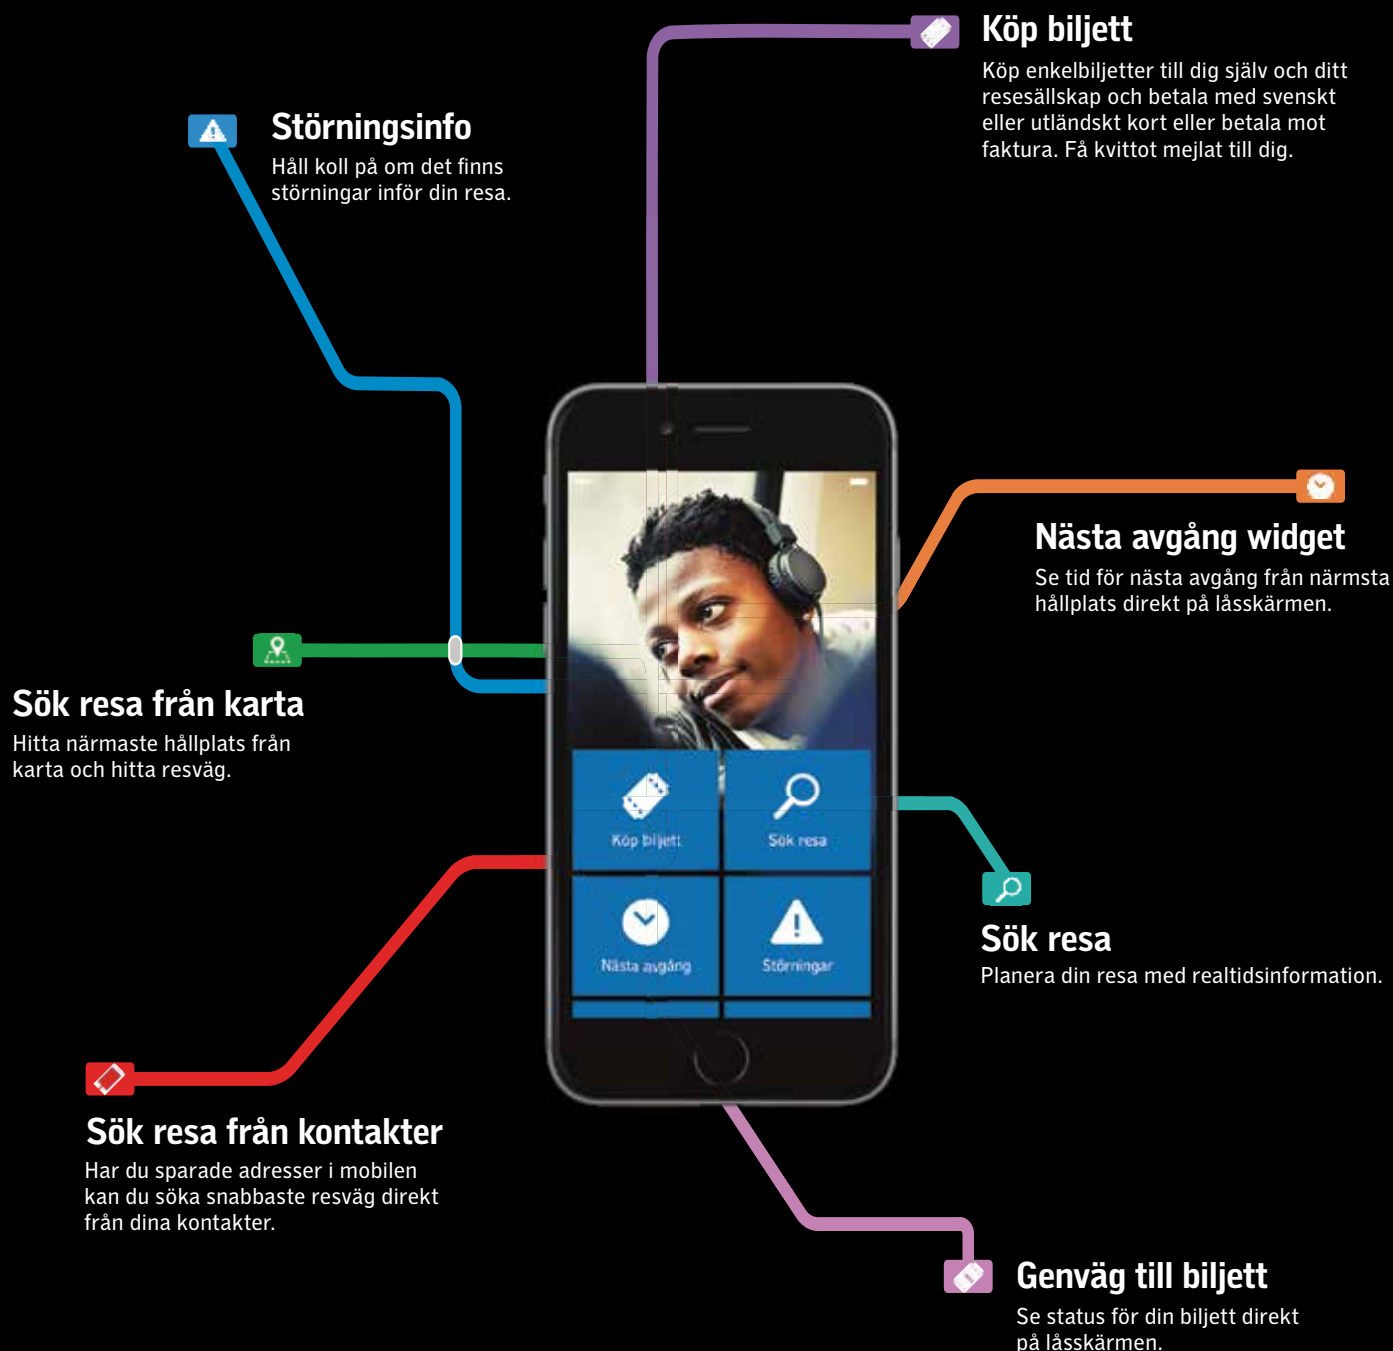 Köp biljett
Köp enkelbiljetter till dig själv och ditt
resesällskap och betala med svenskt
eller utländskt kort eller betala mot
faktura. Få kvittot mejlat till dig.
Störningsinfo
Håll koll på om det finns
störningar inför din resa.
Nästa avgång widget
Se tid för nästa avgång från närmsta
hållplats direkt på låsskärmen.
Sök resa från karta
Hitta närmaste hållplats från
karta och hitta resväg.
Köp biljett
Sök resa
Nästa avgång
Störningar
Sök resa
Planera din resa med realtidsinformation.
Sök resa från kontakter
Har du sparade adresser i mobilen
kan du söka snabbaste resväg direkt
från dina kontakter.
Genväg till biljett
Se status för din biljett direkt
på låsskärmen.